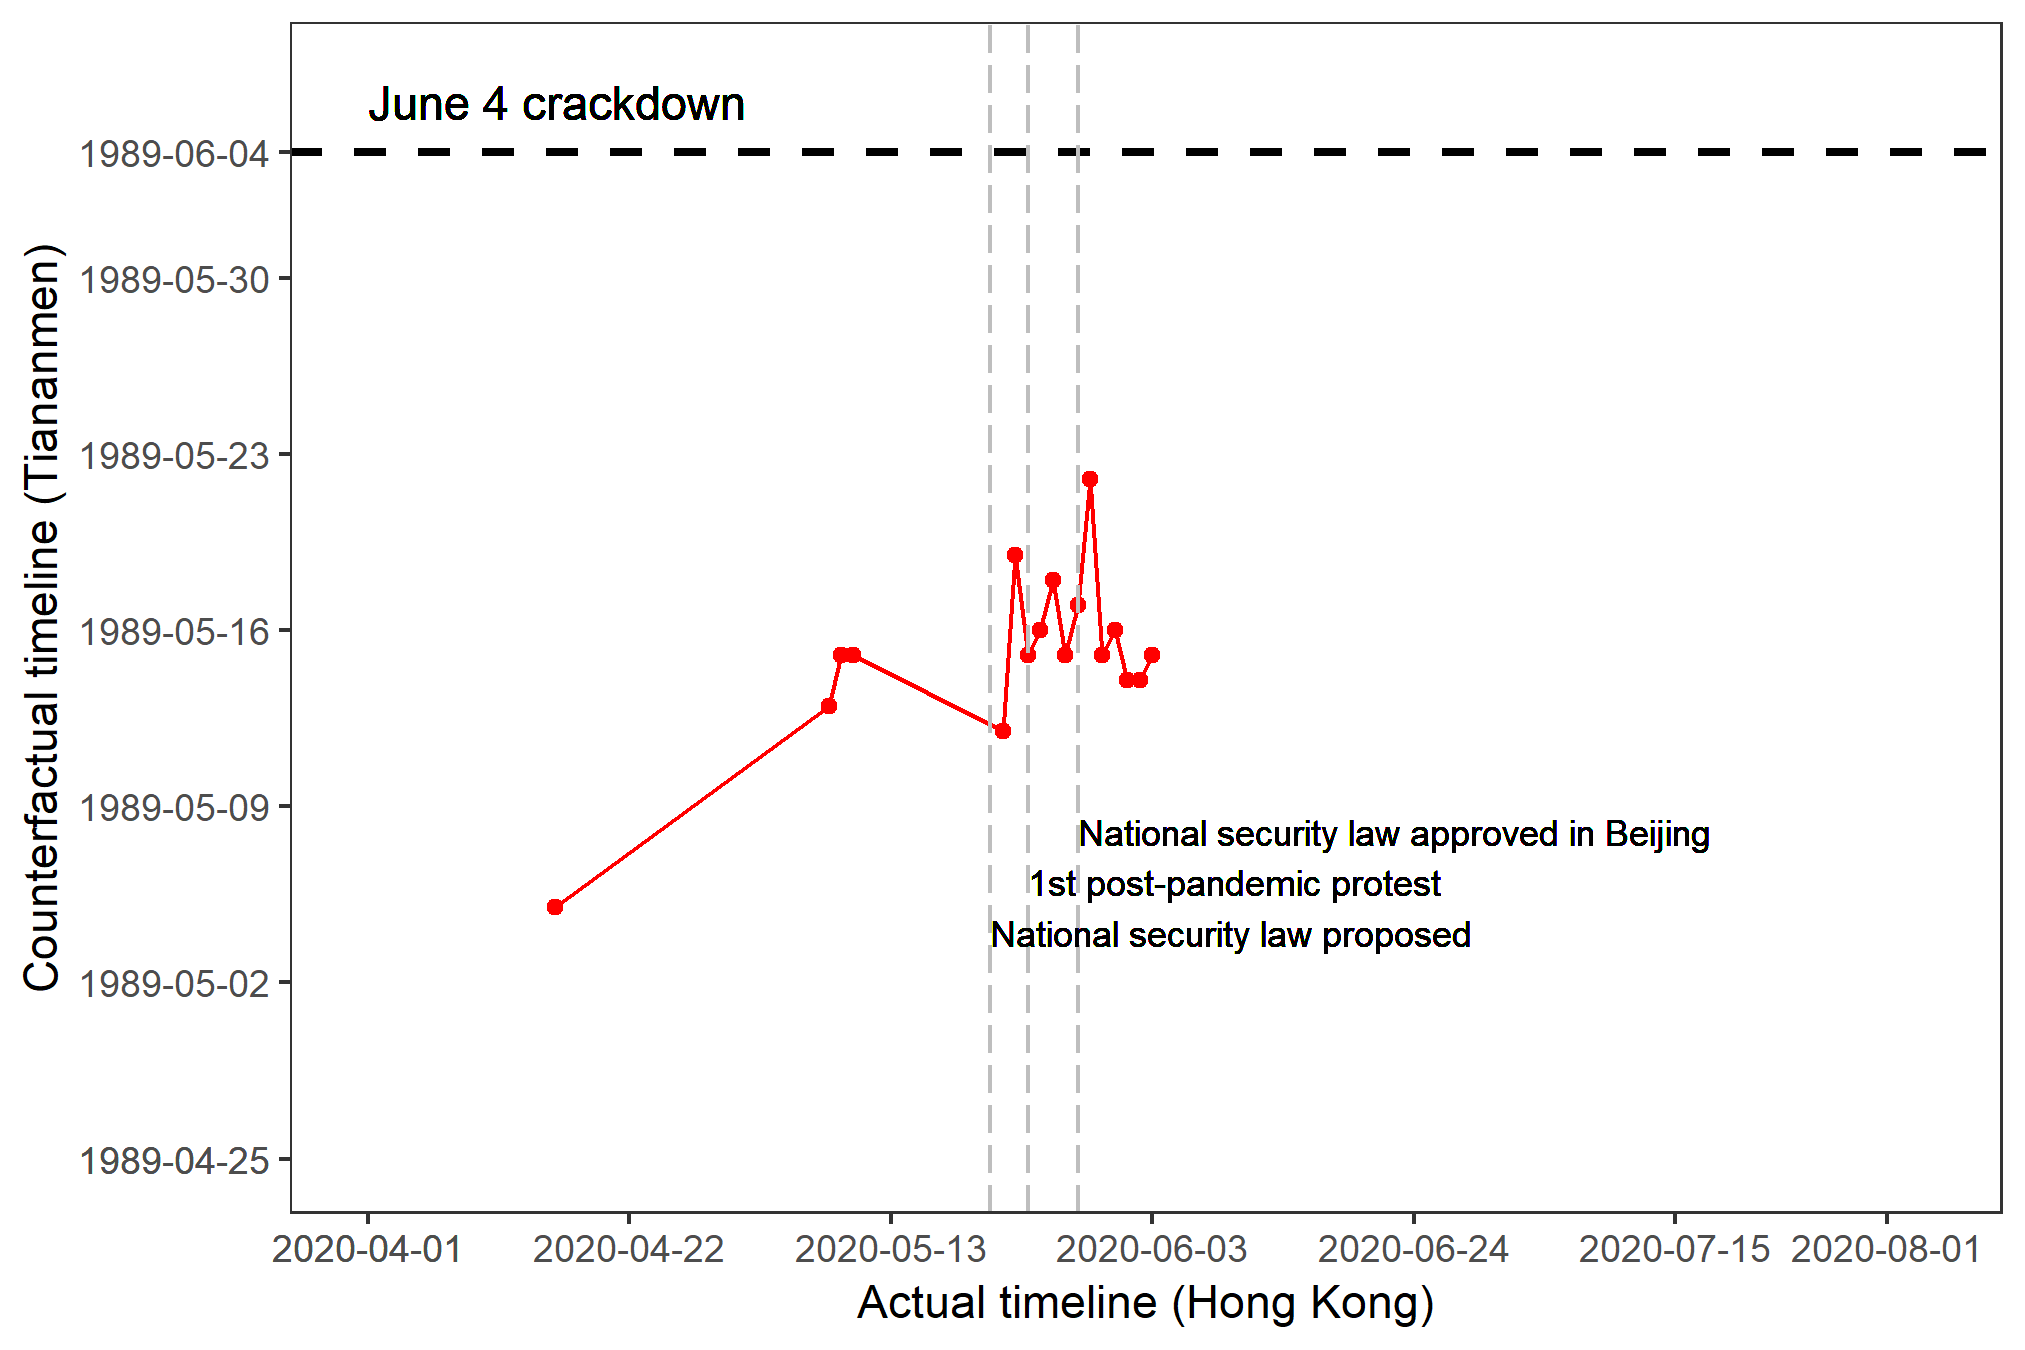 June 4 crackdown
1989-06-04
1989-05-30
1989-05-23
1989-05-16
1989-05-09
1989-05-02
1989-04-25
Counterfactual timeline (Tiananmen)
National security law approved in Beijing
1st post-pandemic protest
National security law proposed
2020-04-01 2020-04-22 2020-05-13 2020-06-03 2020-06-24 2020-07-15 2020-08-01
Actual timeline (Hong Kong)